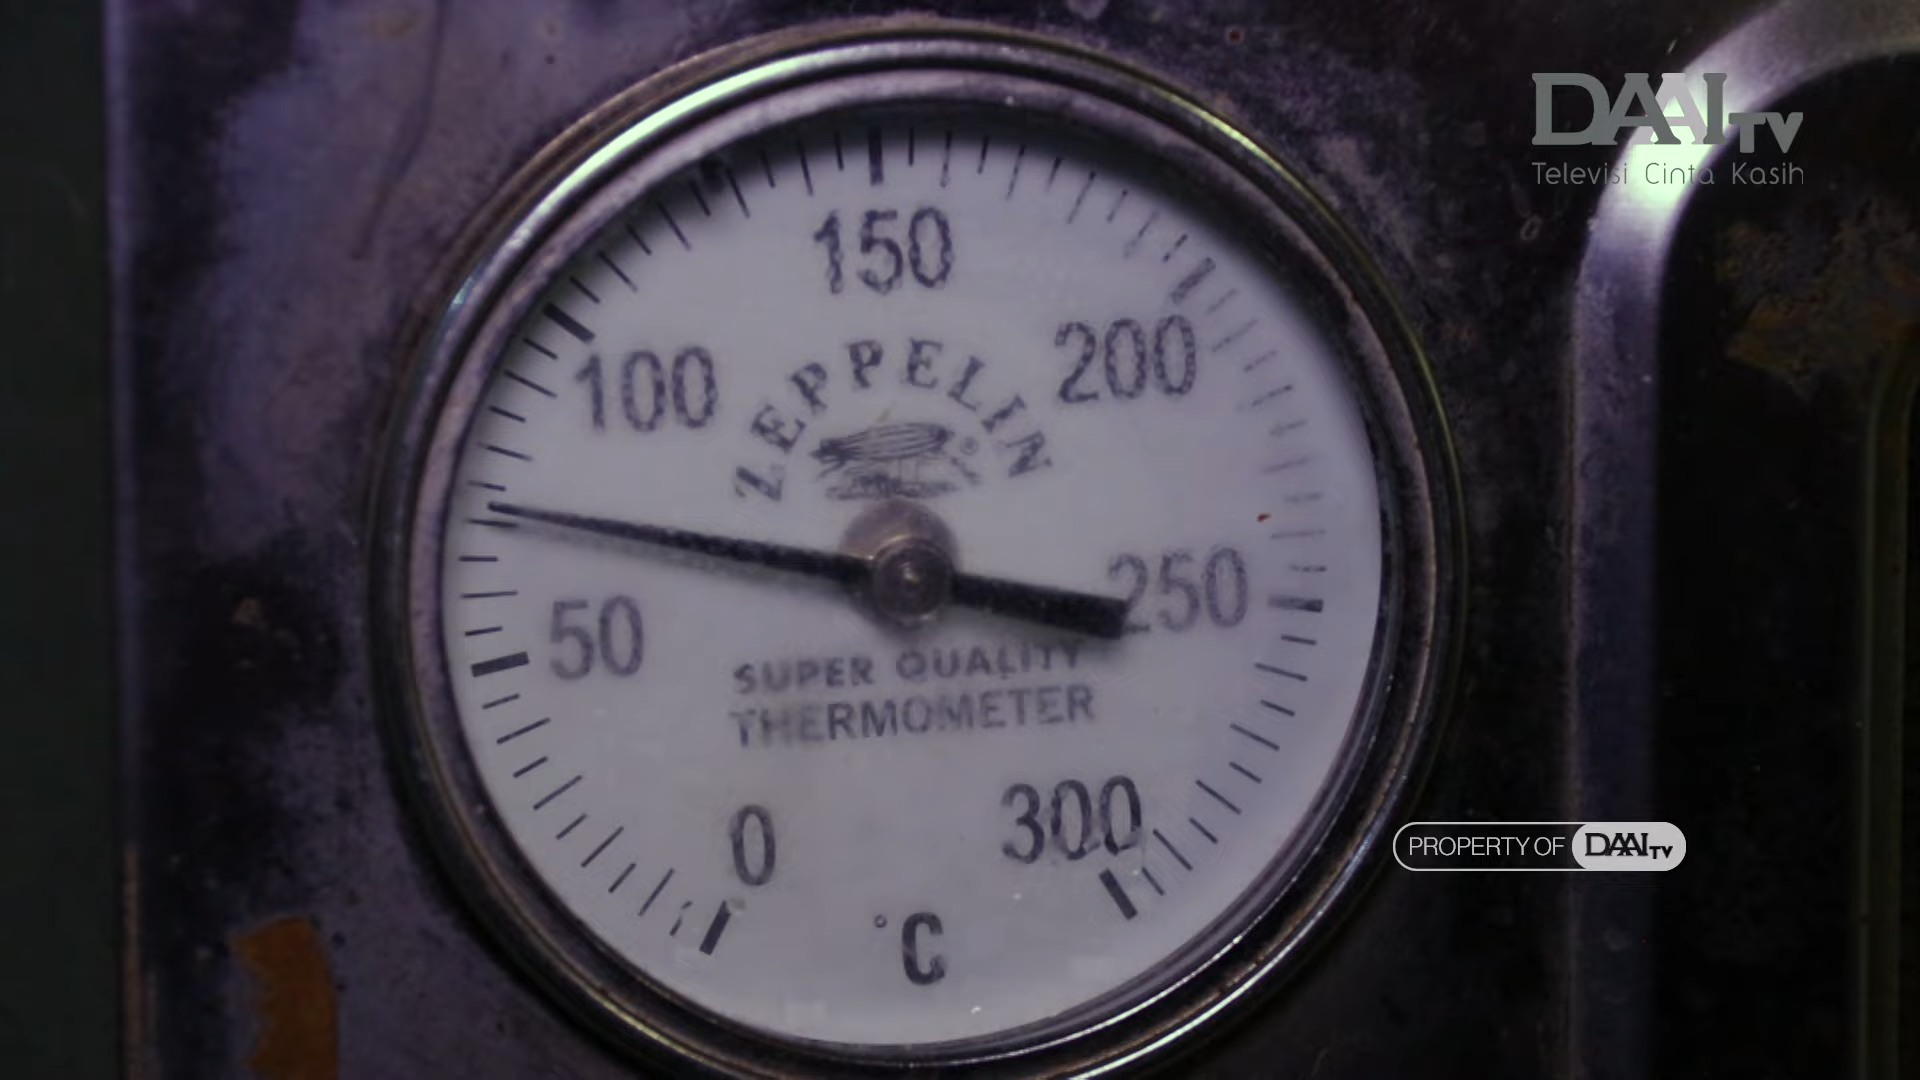 DAAI TV
Televisi Cinta Kasih
150
100
200
ZEPPELIN
®
50
250
SUPER QUALITY
THERMOMETER
0
300
°C
PROPERTY OF DAAI TV